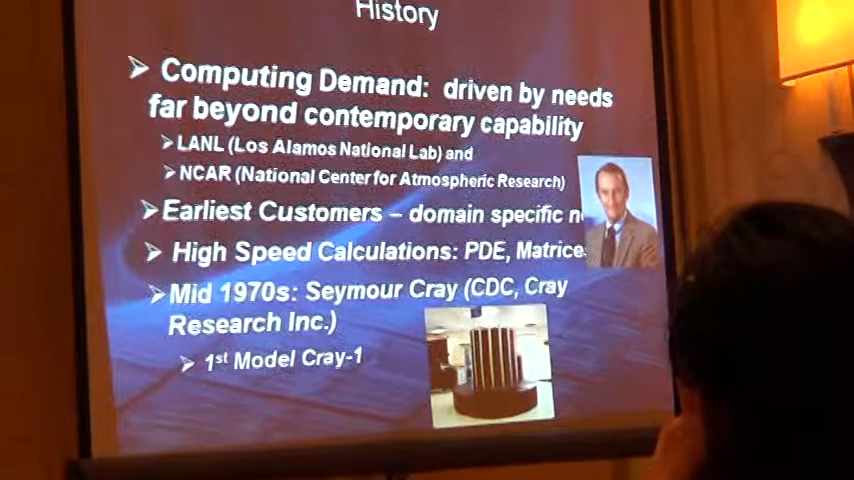 History
➢ Computing Demand: driven by needs
far beyond contemporary capability
➢ LANL (Los Alamos National Lab) and
➢ NCAR (National Center for Atmospheric Research)
➢ Earliest Customers – domain specific
➢ High Speed Calculations: PDE, Matrices
➢ Mid 1970s: Seymour Cray (CDC, Cray
Research Inc.)
➢ 1st Model Cray-1